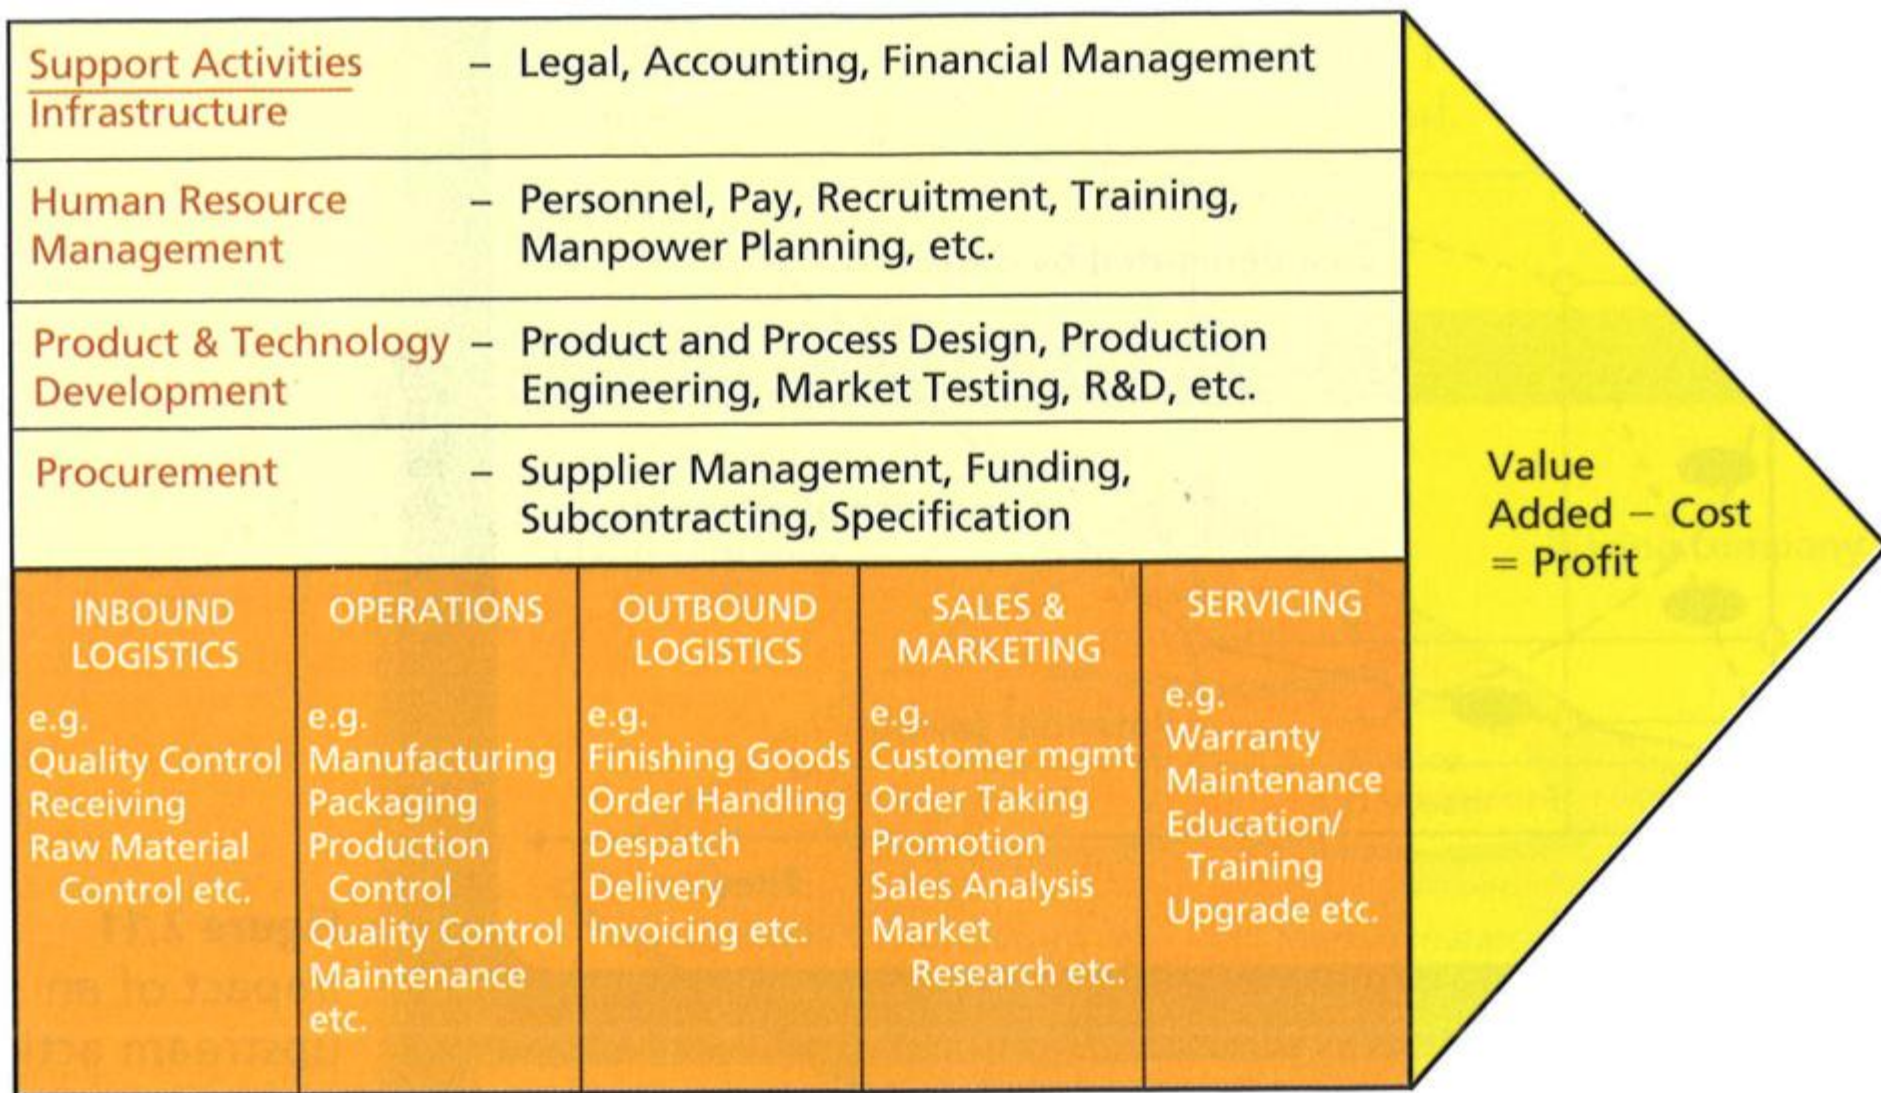 Support Activities – Legal, Accounting, Financial Management
Infrastructure
Human Resource – Personnel, Pay, Recruitment, Training,
Management Manpower Planning, etc.
Product & Technology – Product and Process Design, Production
Development Engineering, Market Testing, R&D, etc.
Procurement – Supplier Management, Funding,
Subcontracting, Specification
Value
Added – Cost
= Profit
INBOUND
LOGISTICS
e.g.
Quality Control
Receiving
Raw Material
Control etc.
OPERATIONS
e.g.
Manufacturing
Packaging
Production
Control
Quality Control
Maintenance
etc.
OUTBOUND
LOGISTICS
e.g.
Finishing Goods
Order Handling
Despatch
Delivery
Invoicing etc.
SALES &
MARKETING
e.g.
Customer mgmt
Order Taking
Promotion
Sales Analysis
Market
Research etc.
SERVICING
e.g.
Warranty
Maintenance
Education/
Training
Upgrade etc.